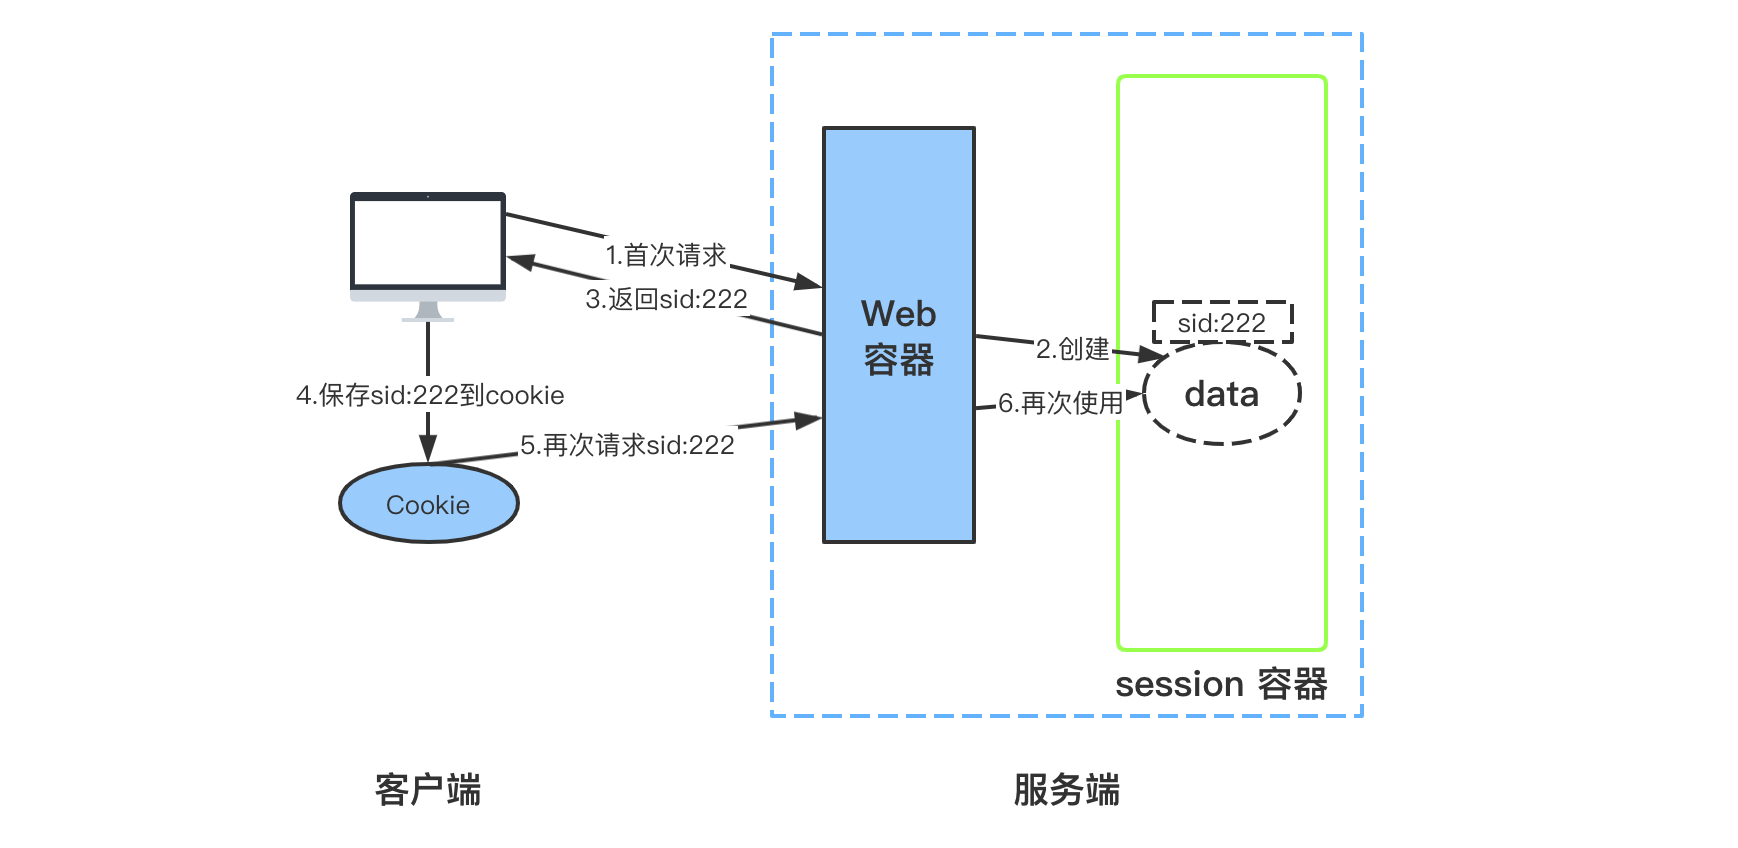 1.首次请求
3.返回sid:222
Web
容器
sid:222
2.创建
data
6.再次使用
4.保存sid:222到cookie
5.再次请求sid:222
Cookie
session 容器
客户端
服务端